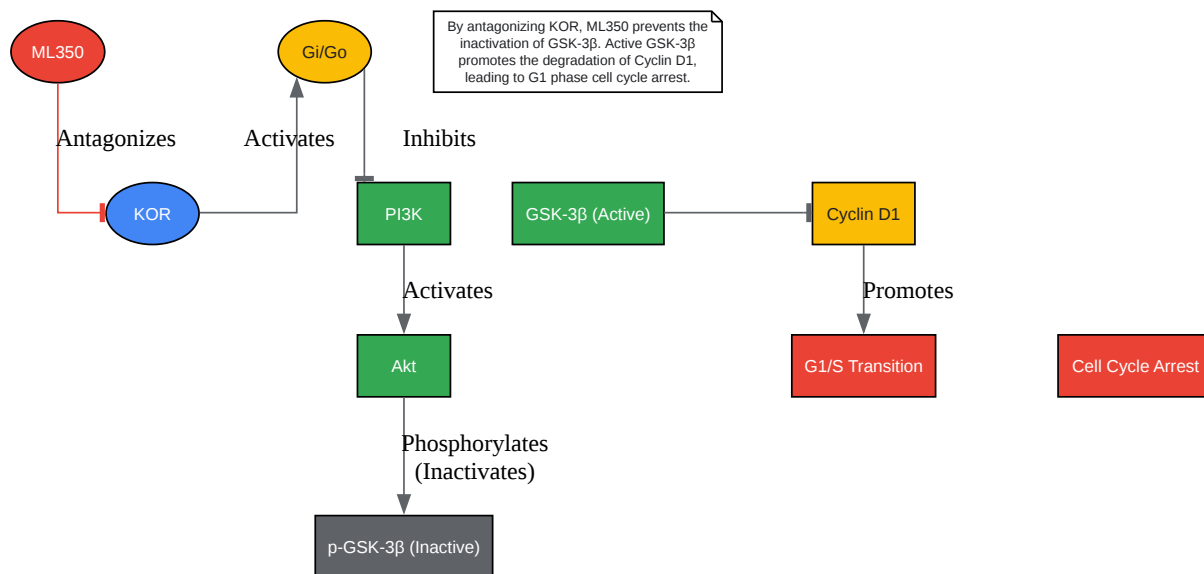 ML350
Gi/Go
By antagonizing KOR, ML350 prevents the
inactivation of GSK-3β. Active GSK-3β
promotes the degradation of Cyclin D1,
leading to G1 phase cell cycle arrest.
Antagonizes
Activates
Inhibits
KOR
PI3K
GSK-3β (Active)
Cyclin D1
Activates
Promotes
Akt
G1/S Transition
Cell Cycle Arrest
Phosphorylates
(Inactivates)
p-GSK-3β (Inactive)